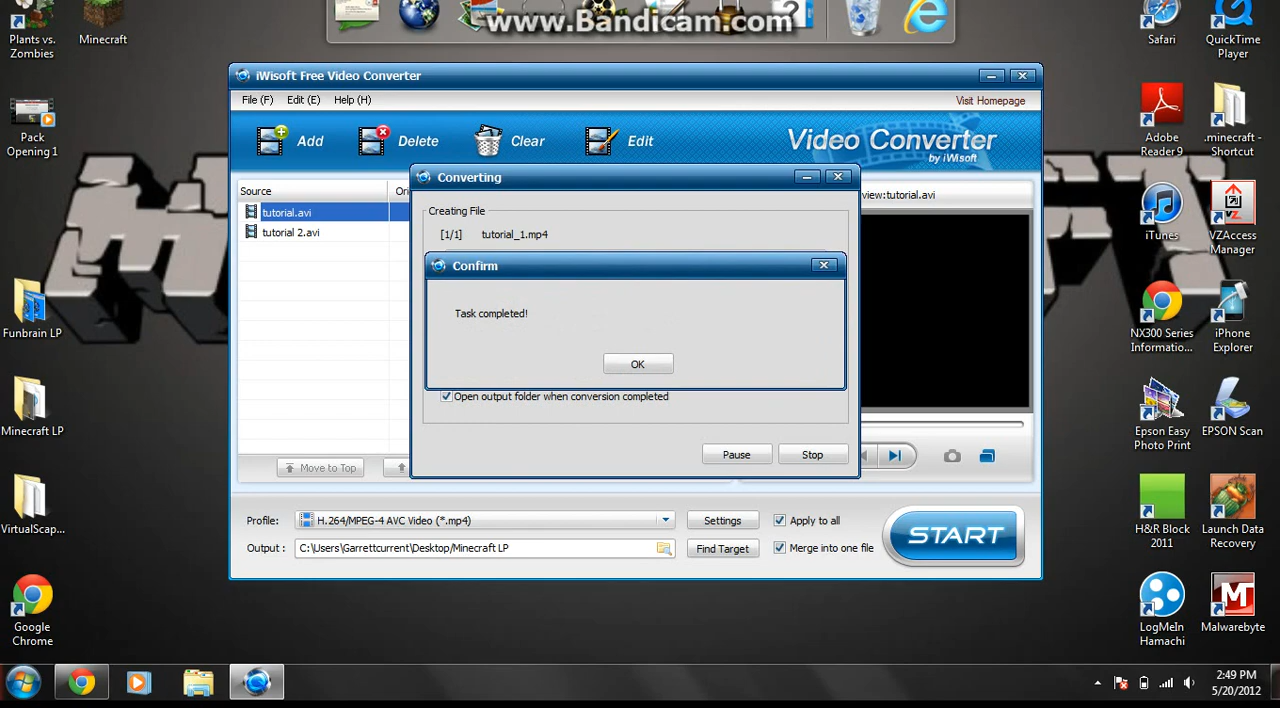 www.Bandicam.com
Plants vs.
Zombies
Minecraft
Safari
QuickTime
Player
iWisoft Free Video Converter
File (F)
Edit (E)
Help (H)
Visit Homepage
Add
Delete
Clear
Edit
Video Converter
by iWisoft
Pack
Opening 1
Adobe
Reader 9
.minecraft -
Shortcut
Converting
Source
Ori
view:tutorial.avi
tutorial.avi
tutorial 2.avi
Creating File
[1/1]
tutorial_1.mp4
iTunes
VZAccess
Manager
Confirm
Task completed!
OK
Funbrain LP
NX300 Series
Informatio...
iPhone
Explorer
Open output folder when conversion completed
Minecraft LP
Epson Easy
Photo Print
EPSON Scan
Pause
Stop
Move to Top
Profile:
H.264/MPEG-4 AVC Video (*.mp4)
Settings
Apply to all
START
Output :
C:\Users\Garrettcurrent\Desktop/Minecraft LP
Find Target
Merge into one file
VirtualScap...
H&R Block
2011
Launch Data
Recovery
Google
Chrome
LogMeIn
Hamachi
Malwarebyte
2:49 PM
5/20/2012